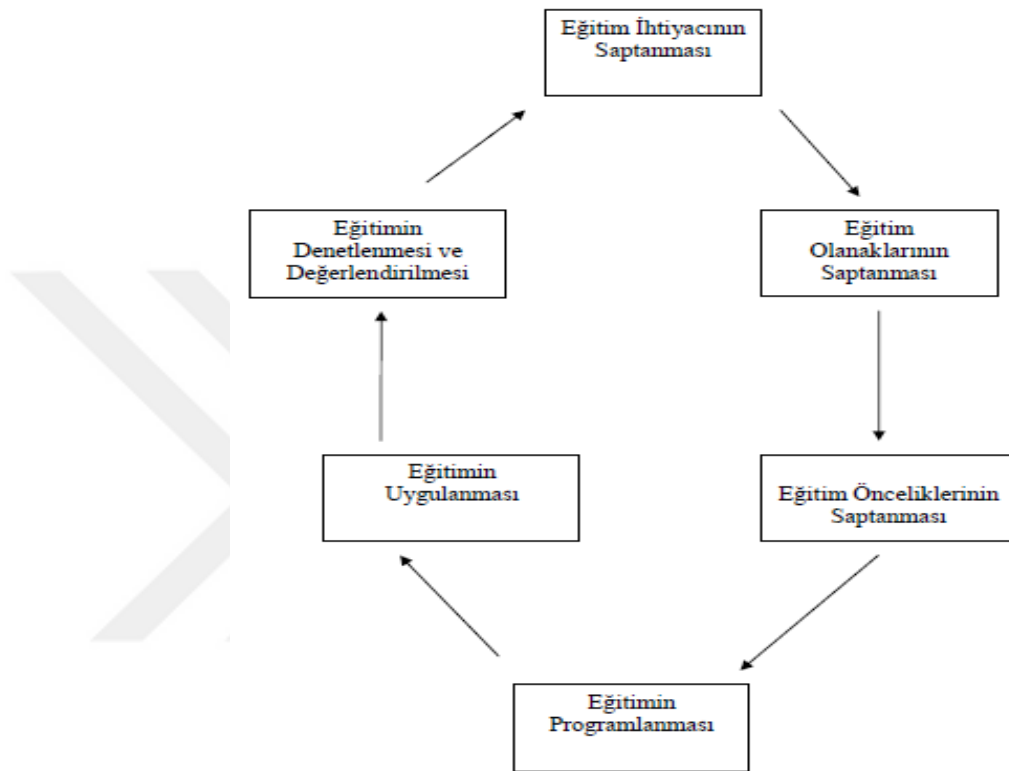 Eğitim İhtiyacının
Saptanması
Eğitim
Olanaklarının
Saptanması
Eğitim Önceliklerinin
Saptanması
Eğitimin
Programlanması
Eğitimin
Uygulanması
Eğitimin
Denetlenmesi ve
Değerlendirilmesi